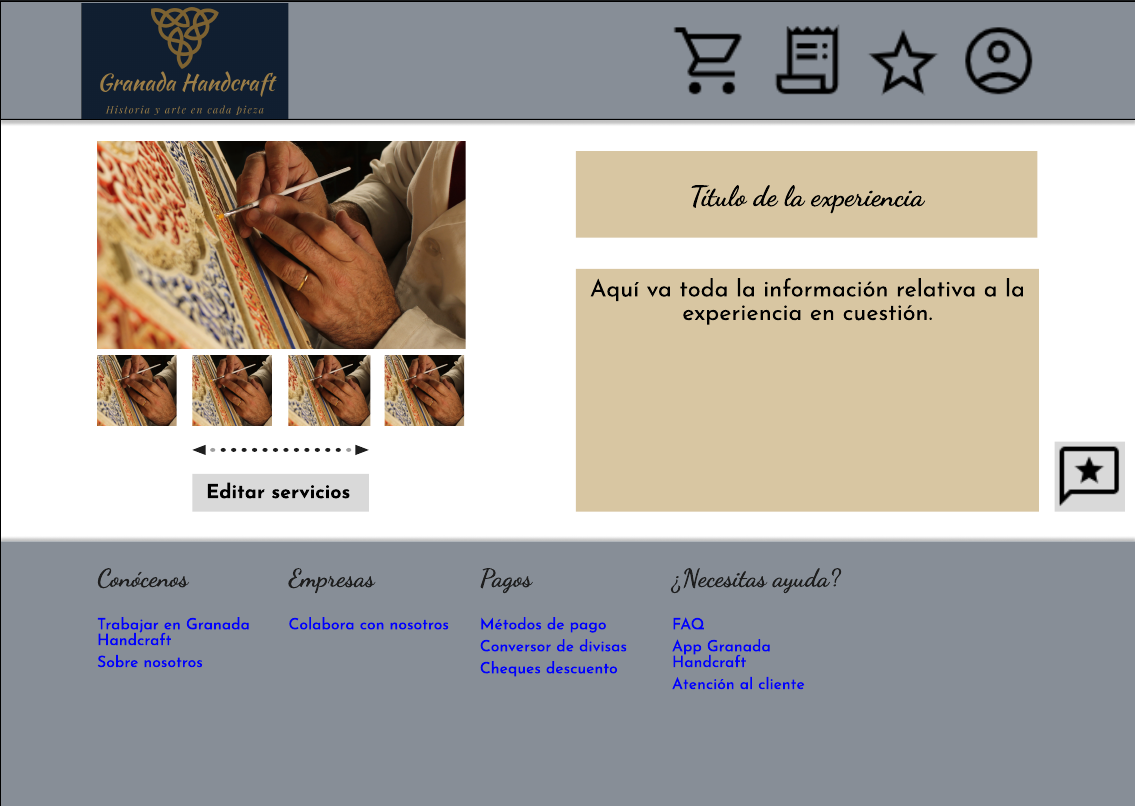 Granada Handcraft
Historia y arte en cada pieza
Título de la experiencia
Aquí va toda la información relativa a la
experiencia en cuestión.
Editar servicios
Conócenos
Trabajar en Granada
Handcraft
Sobre nosotros
Empresas
Colabora con nosotros
Pagos
Métodos de pago
Conversor de divisas
Cheques descuento
¿Necesitas ayuda?
FAQ
App Granada
Handcraft
Atención al cliente